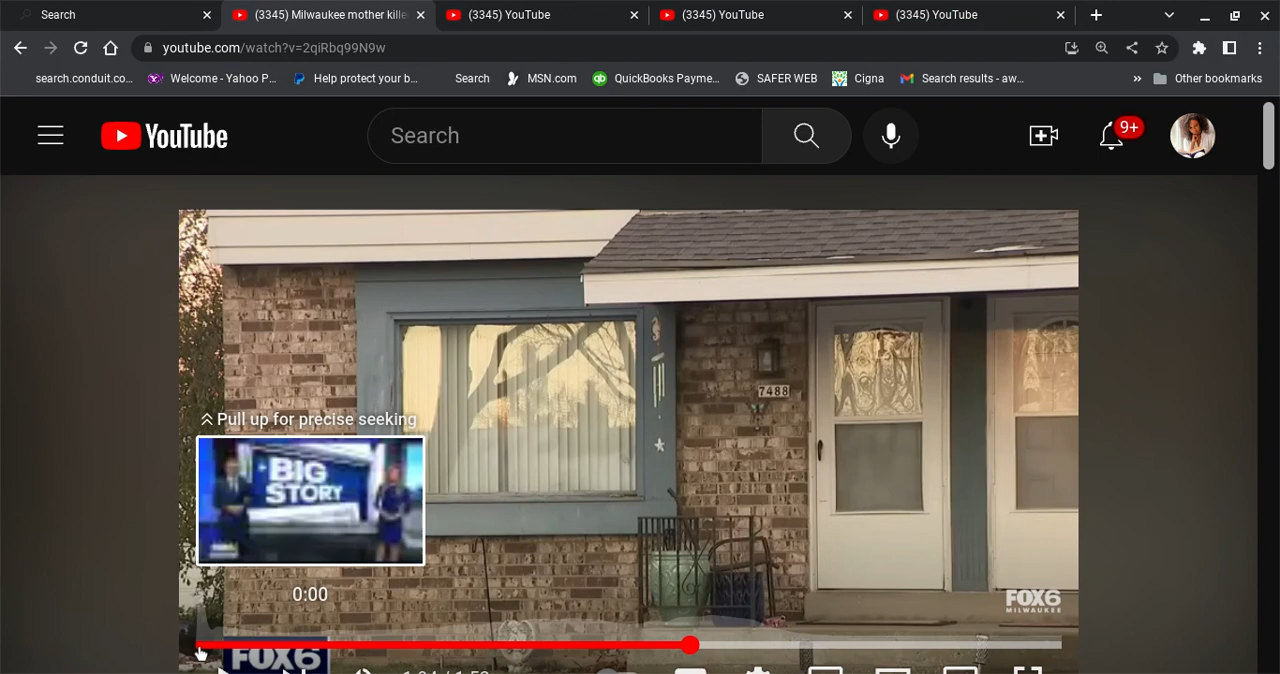 Search
(3345) Milwaukee mother kille
(3345) YouTube
(3345) YouTube
(3345) YouTube
youtube.com/watch?v=2qiRbq99N9w
search.conduit.co...
Welcome - Yahoo P...
Help protect your b...
Search
MSN.com
QuickBooks Payme...
SAFER WEB
Cigna
Search results - aw...
»
Other bookmarks
YouTube
Search
9+
7488
Pull up for precise seeking
BIG
STORY
0:00
FOX6
MILWAUKEE
FOX6